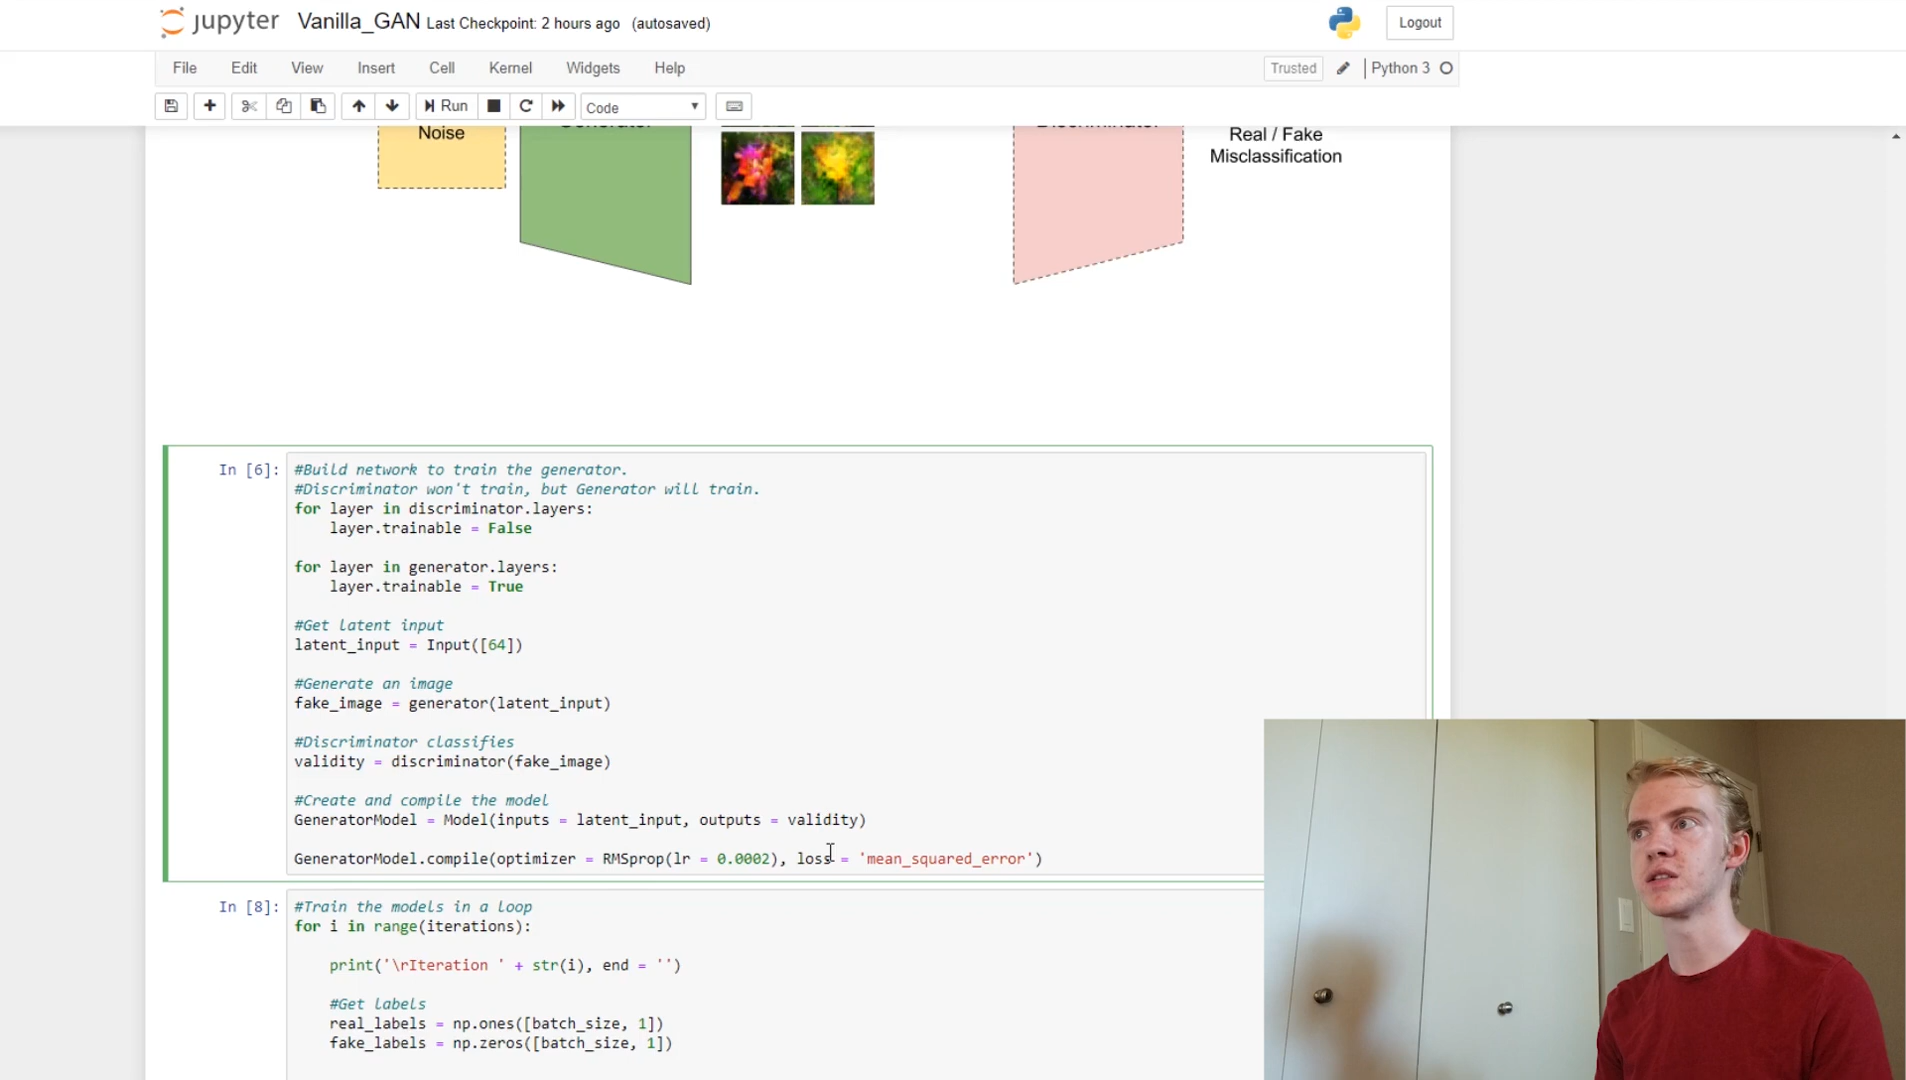 jupyter Vanilla_GAN Last Checkpoint: 2 hours ago (autosaved)
Logout
File Edit View Insert Cell Kernel Widgets Help
Trusted Python 3
Run Code
Noise
Generator
Discriminator
Real / Fake
Misclassification
In [6]:
#Build network to train the generator.
#Discriminator won't train, but Generator will train.
for layer in discriminator.layers:
    layer.trainable = False
for layer in generator.layers:
    layer.trainable = True
#Get latent input
latent_input = Input([64])
#Generate an image
fake_image = generator(latent_input)
#Discriminator classifies
validity = discriminator(fake_image)
#Create and compile the model
GeneratorModel = Model(inputs = latent_input, outputs = validity)
GeneratorModel.compile(optimizer = RMSprop(lr = 0.0002), loss = 'mean_squared_error')
In [8]:
#Train the models in a loop
for i in range(iterations):
    print('\rIteration ' + str(i), end = '')
    #Get labels
    real_labels = np.ones([batch_size, 1])
    fake_labels = np.zeros([batch_size, 1])